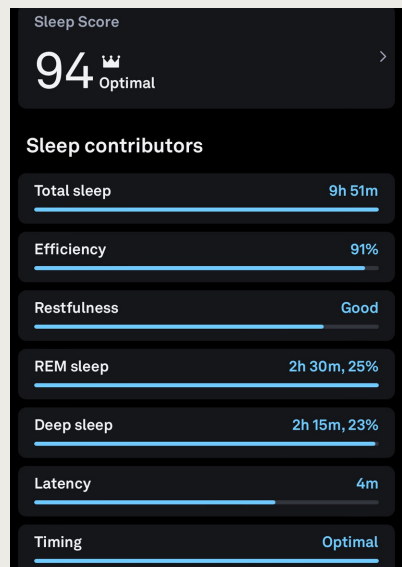 Sleep Score
94 Optimal
Sleep contributors
Total sleep 9h 51m
Efficiency 91%
Restfulness Good
REM sleep 2h 30m, 25%
Deep sleep 2h 15m, 23%
Latency 4m
Timing Optimal